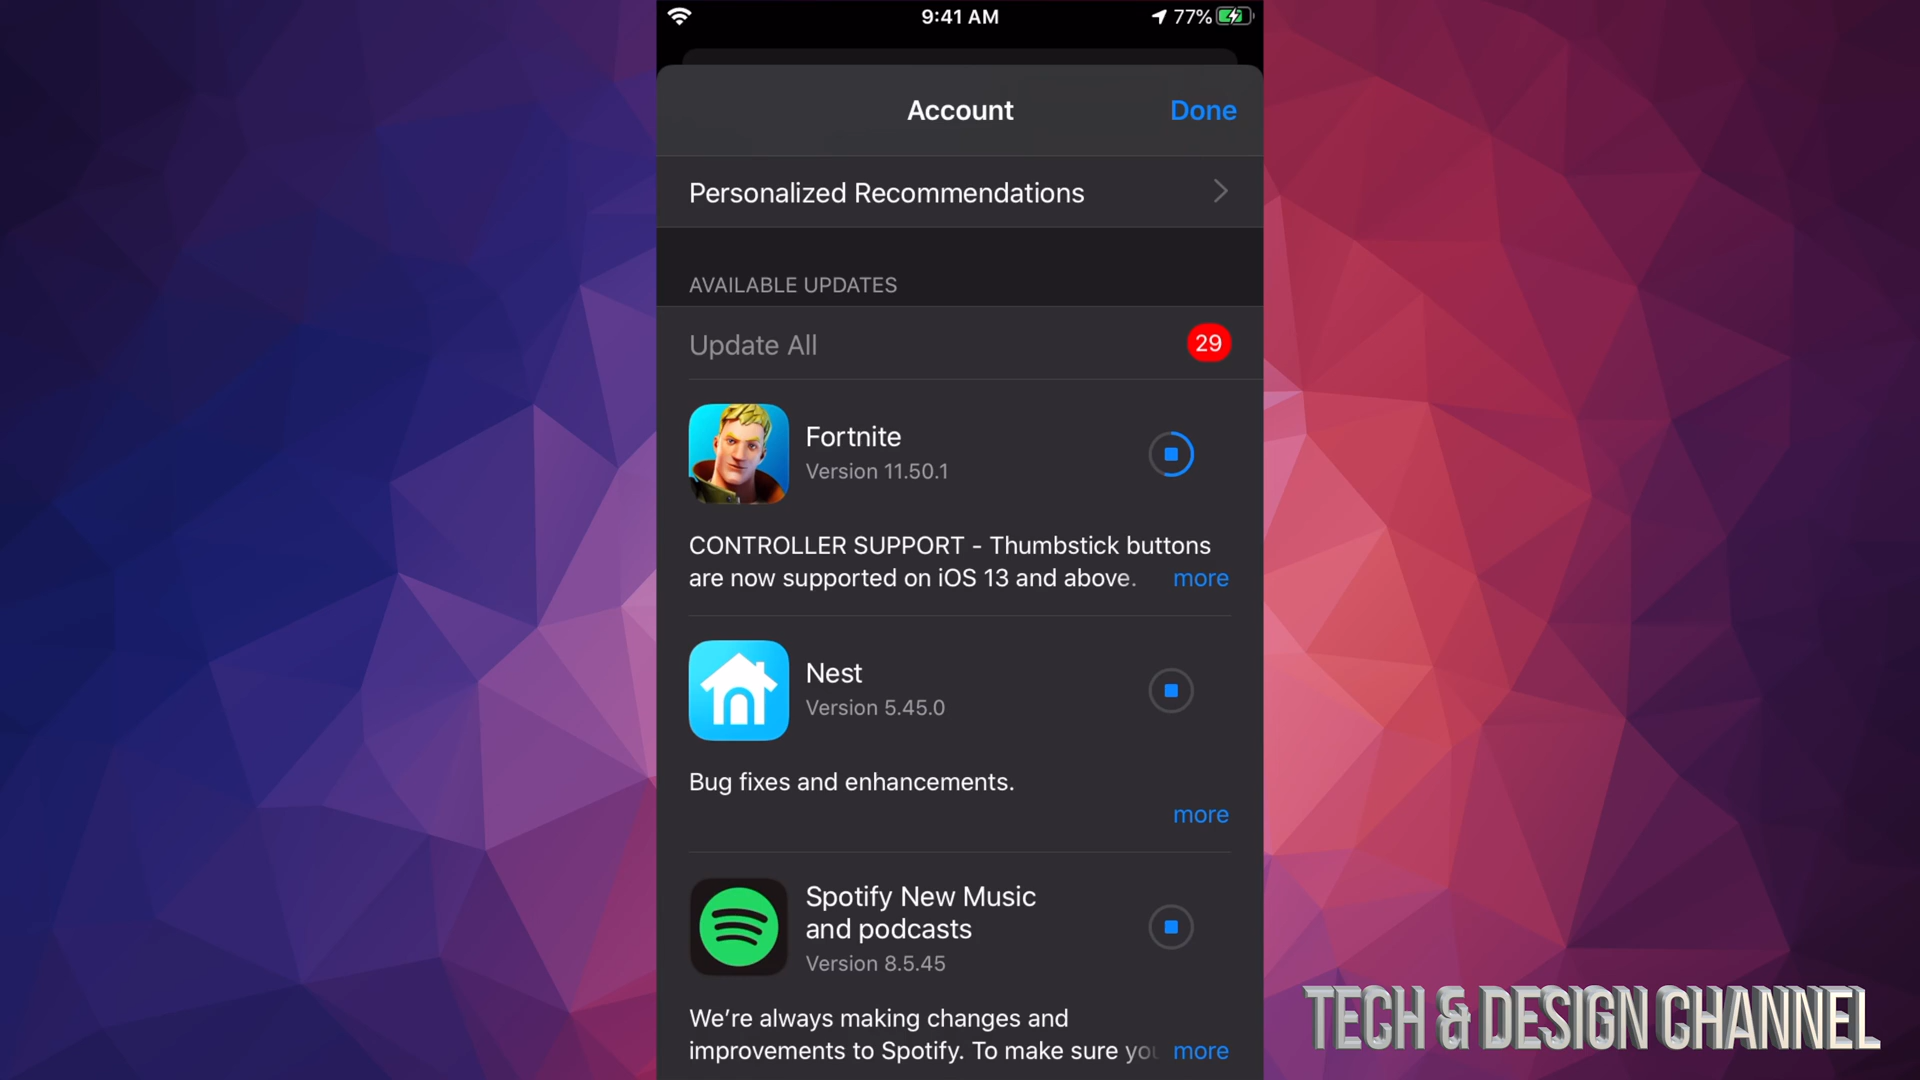 9:41 AM
77%
Account
Done
Personalized Recommendations
AVAILABLE UPDATES
Update All
29
Fortnite
Version 11.50.1
CONTROLLER SUPPORT - Thumbstick buttons
are now supported on iOS 13 and above.
more
Nest
Version 5.45.0
Bug fixes and enhancements.
more
Spotify New Music
and podcasts
Version 8.5.45
We're always making changes and
improvements to Spotify. To make sure you
more
TECH & DESIGN CHANNEL